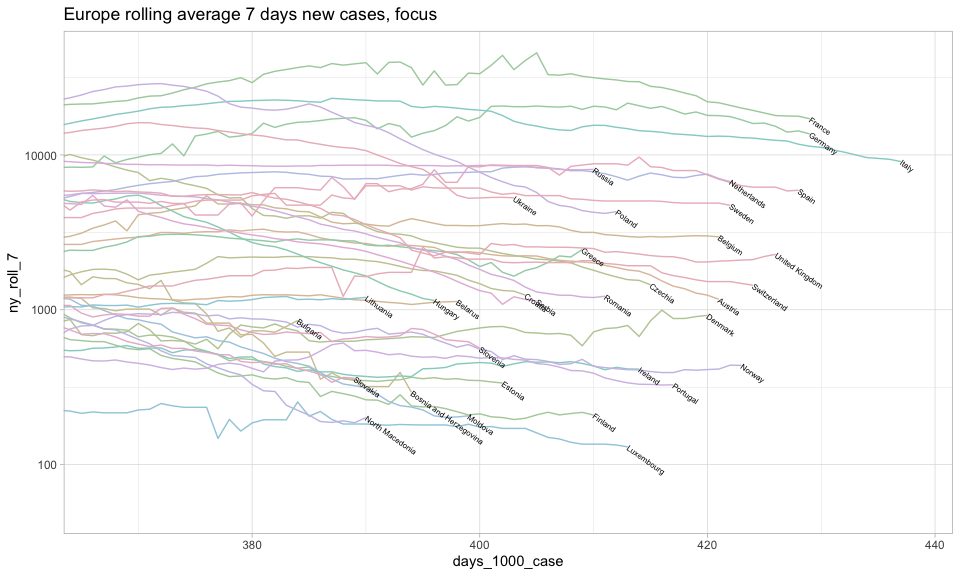 Europe rolling average 7 days new cases, focus
ny_roll_7
10000
1000
100
France
Germany
Italy
Russia
Netherlands
Spain
Ukraine
Sweden
Poland
Belgium
Greece
United Kingdom
Czechia
Switzerland
Lithuania
Hungary
Belarus
Croatia
Serbia
Romania
Austria
Bulgaria
Denmark
Slovenia
Norway
Ireland
Slovakia
Estonia
Portugal
Bosnia and Herzegovina
Moldova
Finland
North Macedonia
Luxembourg
380
400
420
440
days_1000_case